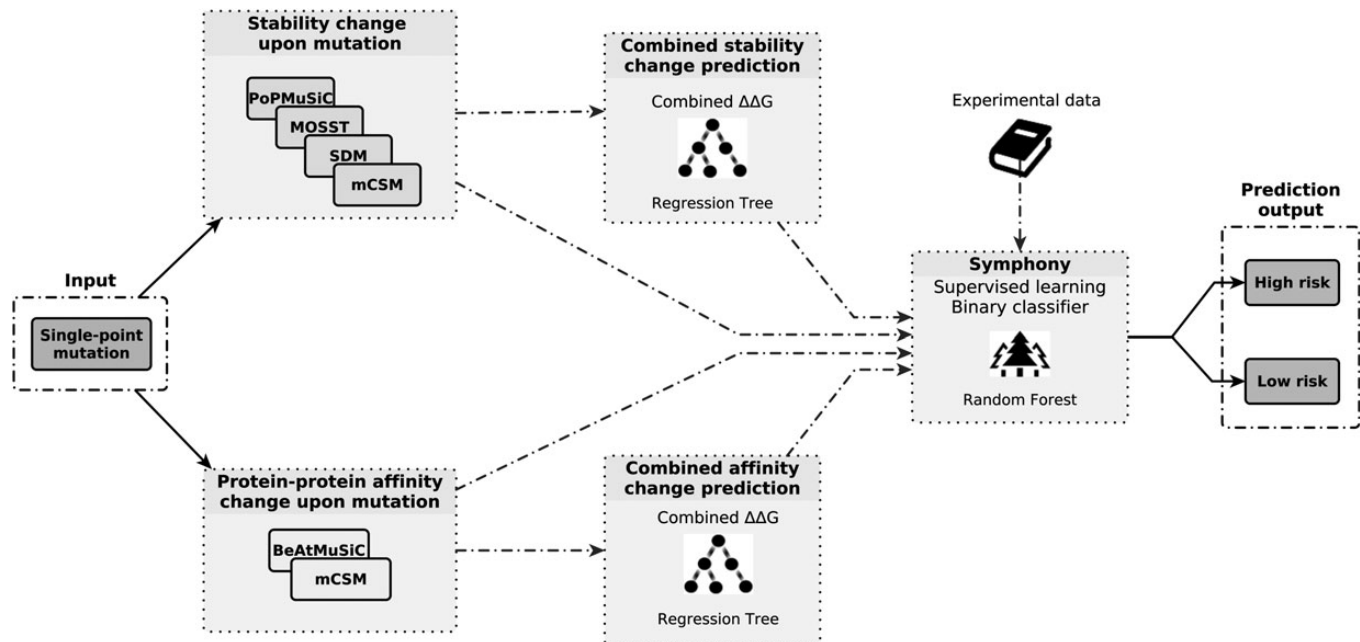 Input
Single-point
mutation
Stability change
upon mutation
PoPMuSiC
MOSST
SDM
mCSM
Protein-protein affinity
change upon mutation
BeAtMuSiC
mCSM
Combined stability
change prediction
Combined ΔΔG
Regression Tree
Combined affinity
change prediction
Combined ΔΔG
Regression Tree
Experimental data
Symphony
Supervised learning
Binary classifier
Random Forest
Prediction
output
High risk
Low risk